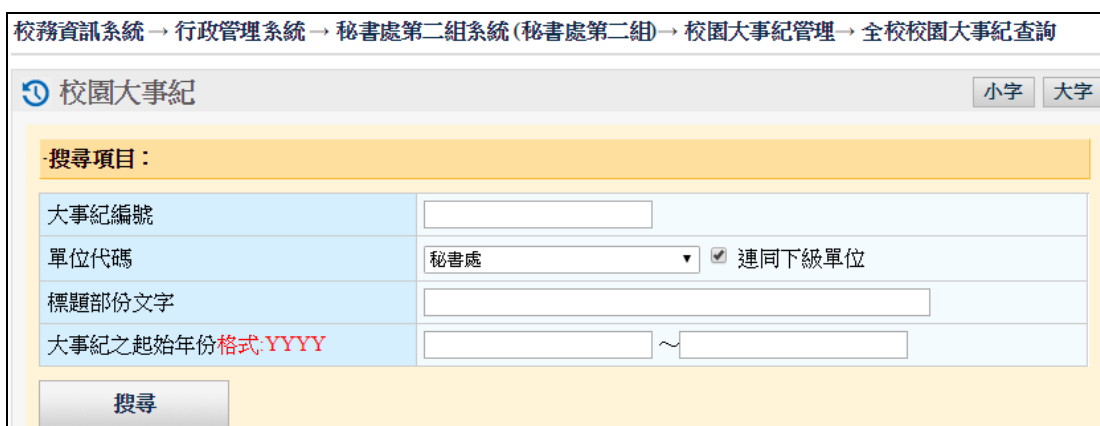 校務資訊系統→ 行政管理系統→ 秘書處第二組系統(秘書處第二組)→ 校園大事紀管理→ 全校校園大事紀查詢
校園大事紀 小字 大字
·搜尋項目：
大事紀編號
單位代碼 秘書處 連同下級單位
標題部份文字
大事紀之起始年份格式:YYYY ～
搜尋